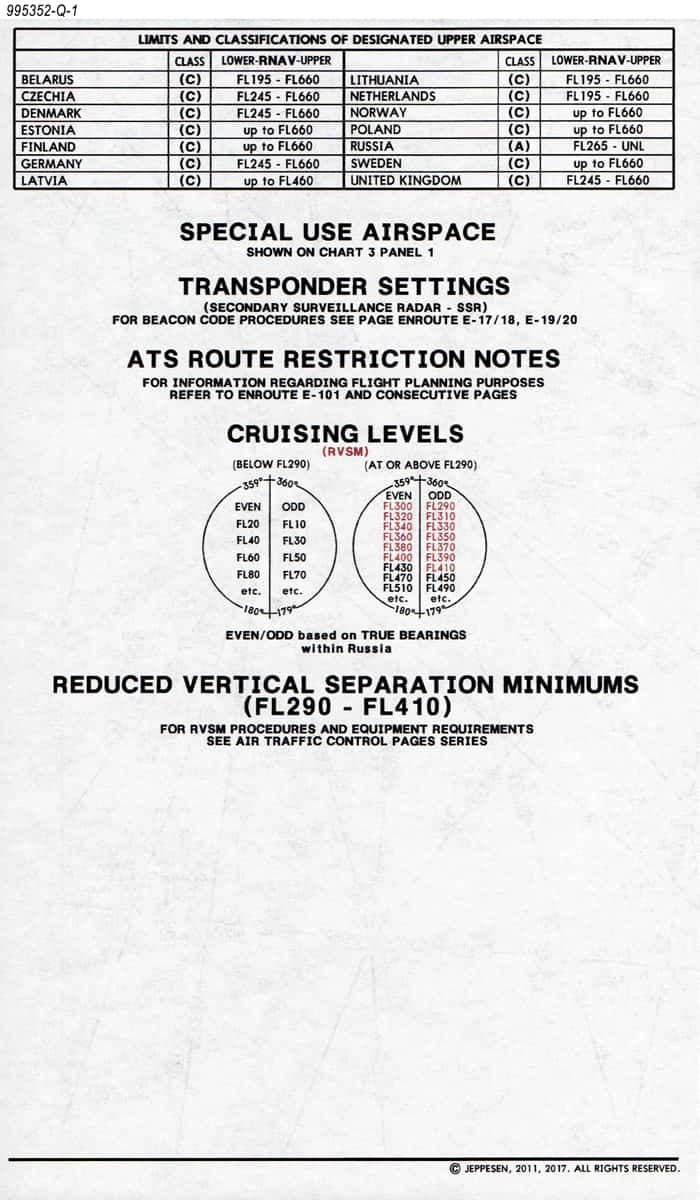 995352-Q-1
LIMITS AND CLASSIFICATIONS OF DESIGNATED UPPER AIRSPACE
CLASS LOWER-RNAV-UPPER CLASS LOWER-RNAV-UPPER
BELARUS (C) FL195 - FL660 LITHUANIA (C) FL195 - FL660
CZECHIA (C) FL245 - FL660 NETHERLANDS (C) FL195 - FL660
DENMARK (C) FL245 - FL660 NORWAY (C) up to FL660
ESTONIA (C) up to FL660 POLAND (C) up to FL660
FINLAND (C) up to FL660 RUSSIA (A) FL265 - UNL
GERMANY (C) FL245 - FL660 SWEDEN (C) up to FL660
LATVIA (C) up to FL460 UNITED KINGDOM (C) FL245 - FL660
SPECIAL USE AIRSPACE
SHOWN ON CHART 3 PANEL 1
TRANSPONDER SETTINGS
(SECONDARY SURVEILLANCE RADAR - SSR)
FOR BEACON CODE PROCEDURES SEE PAGE ENROUTE E-17/18, E-19/20
ATS ROUTE RESTRICTION NOTES
FOR INFORMATION REGARDING FLIGHT PLANNING PURPOSES
REFER TO ENROUTE E-101 AND CONSECUTIVE PAGES
CRUISING LEVELS
(RVSM)
(BELOW FL290) (AT OR ABOVE FL290)
359° 360° 359° 360°
EVEN ODD
FL20 FL10
FL40 FL30
FL60 FL50
FL80 FL70
etc. etc.
180° 179°
EVEN ODD
FL300 FL290
FL320 FL310
FL340 FL330
FL360 FL350
FL380 FL370
FL400 FL390
FL430 FL410
FL470 FL450
FL510 FL490
etc. etc.
180° 179°
EVEN/ODD based on TRUE BEARINGS
within Russia
REDUCED VERTICAL SEPARATION MINIMUMS
(FL290 - FL410)
FOR RVSM PROCEDURES AND EQUIPMENT REQUIREMENTS
SEE AIR TRAFFIC CONTROL PAGES SERIES
© JEPPESEN, 2011, 2017. ALL RIGHTS RESERVED.